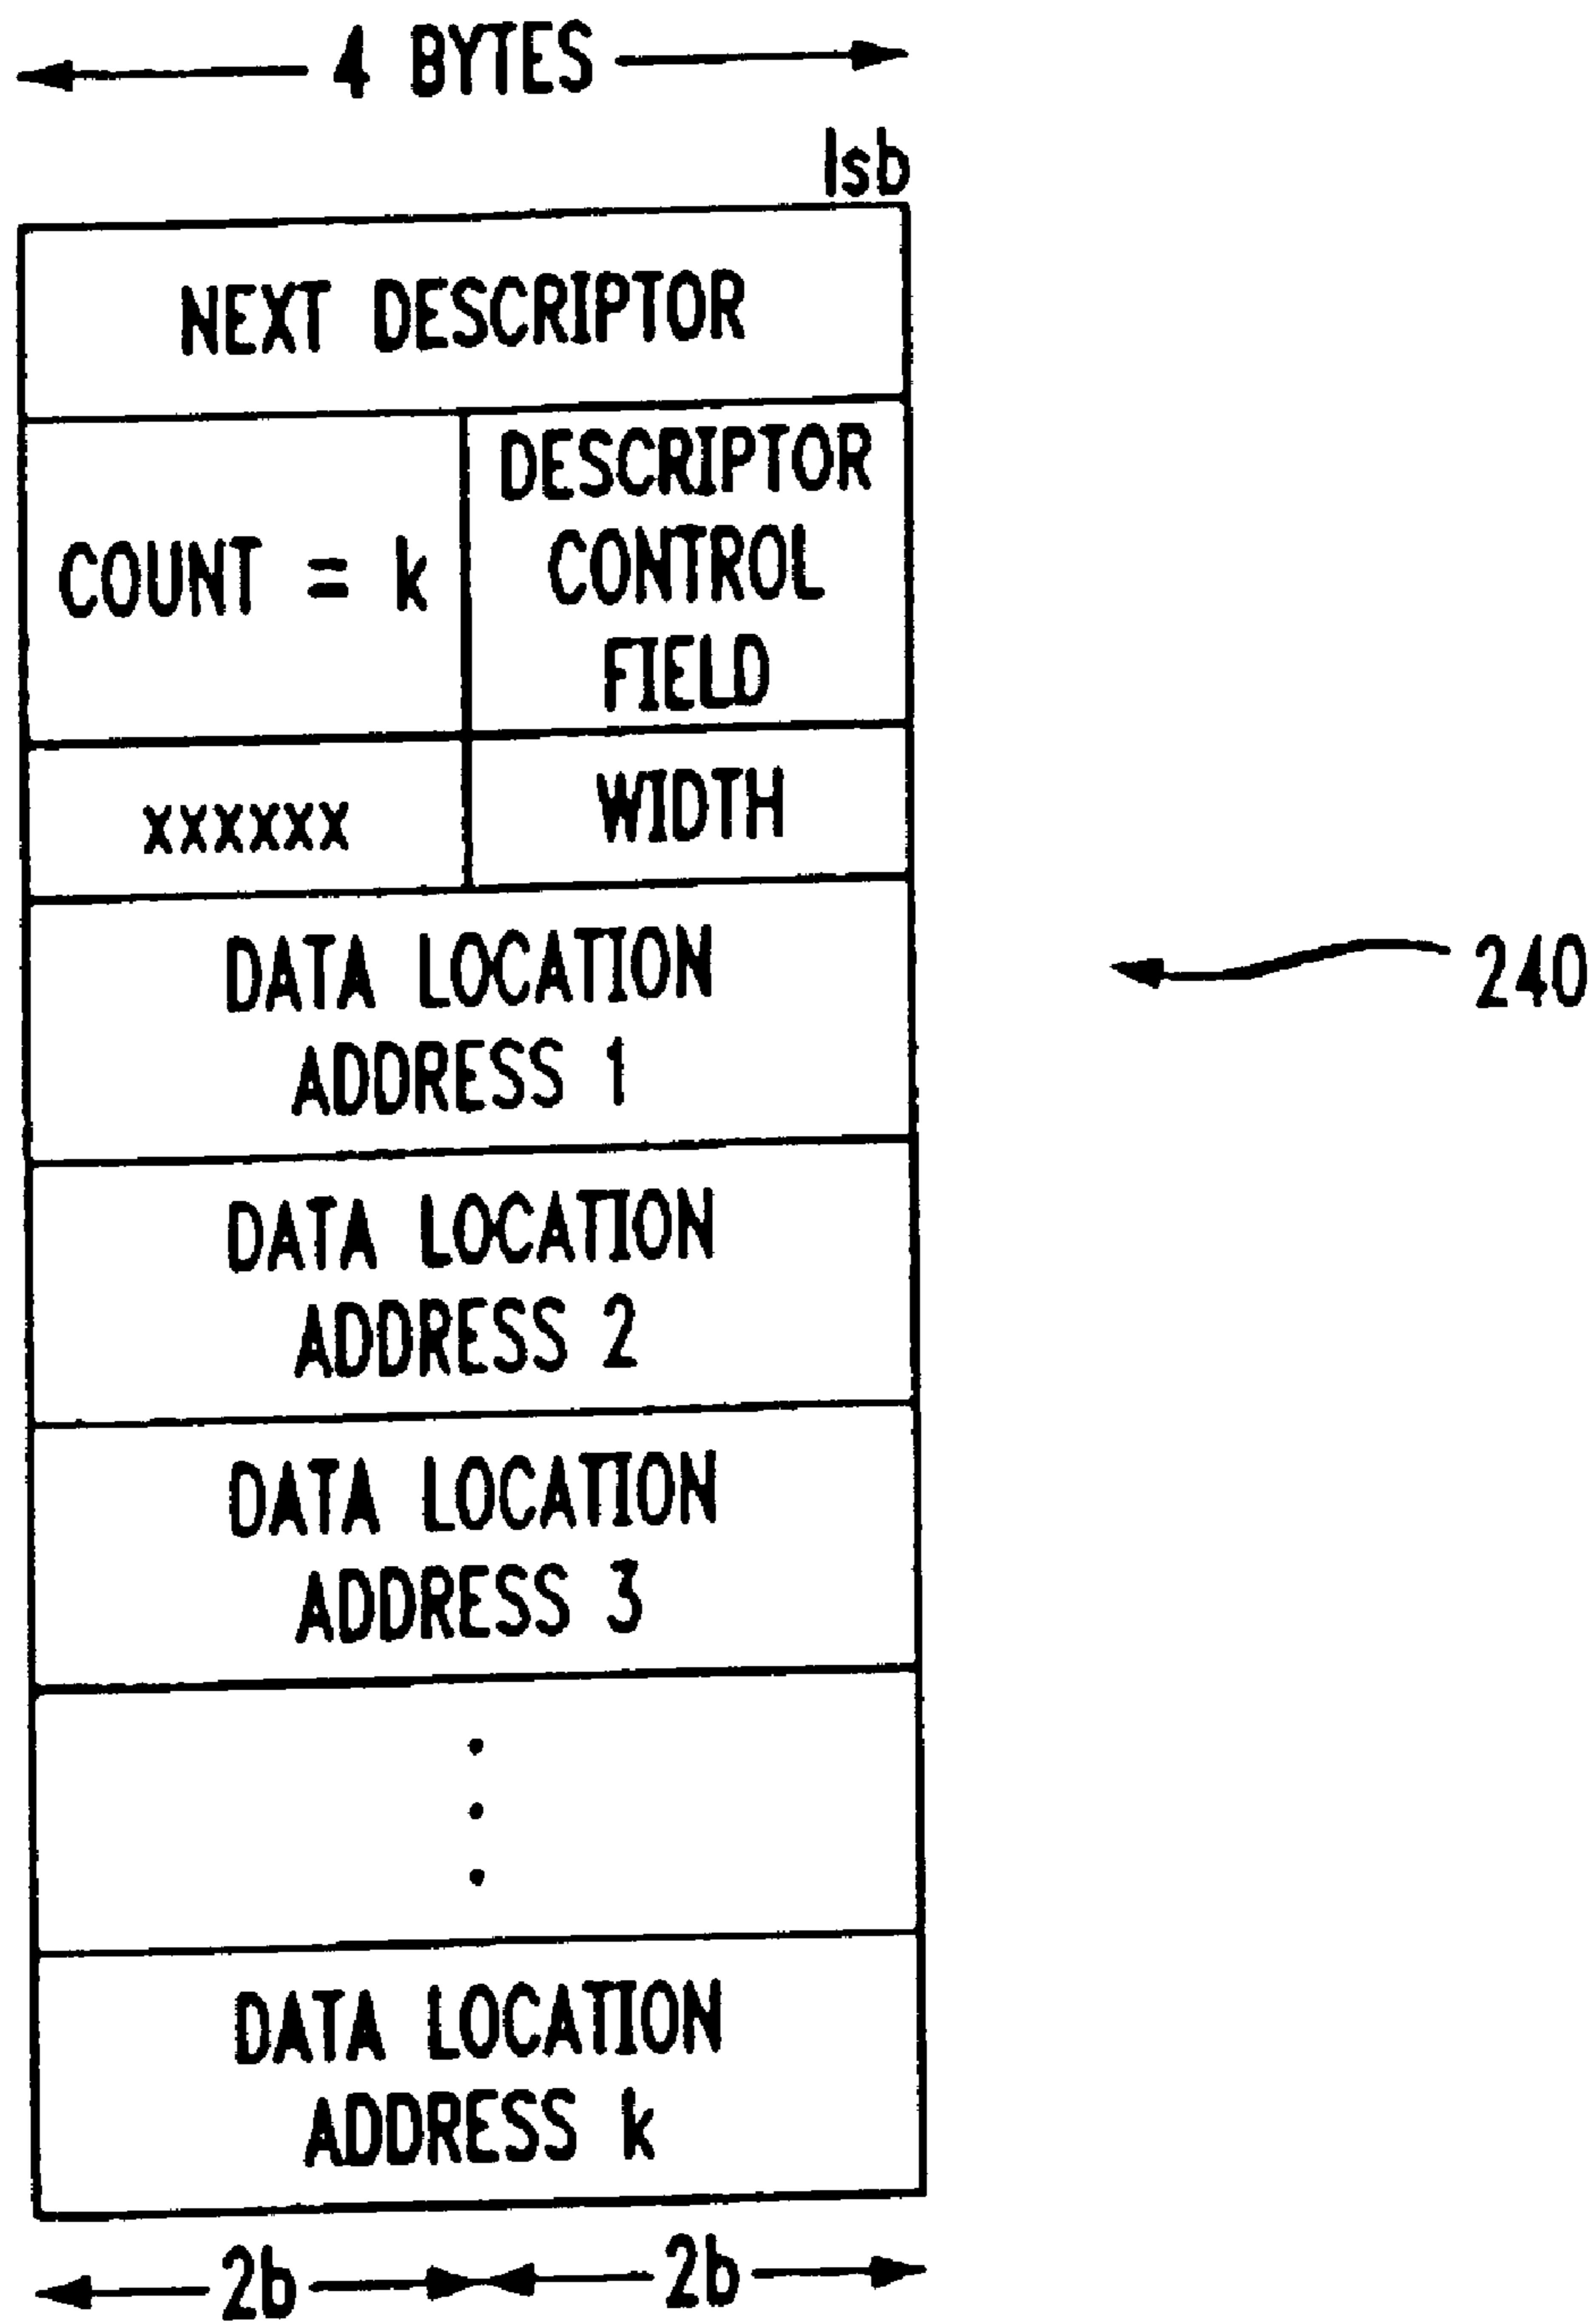 4 BYTES
lsb
NEXT DESCRIPTOR
COUNT = k
DESCRIPTOR
CONTROL
FIELD
xxxxxx
WIDTH
DATA LOCATION
ADDRESS 1
240
DATA LOCATION
ADDRESS 2
DATA LOCATION
ADDRESS 3
DATA LOCATION
ADDRESS k
2b
2b